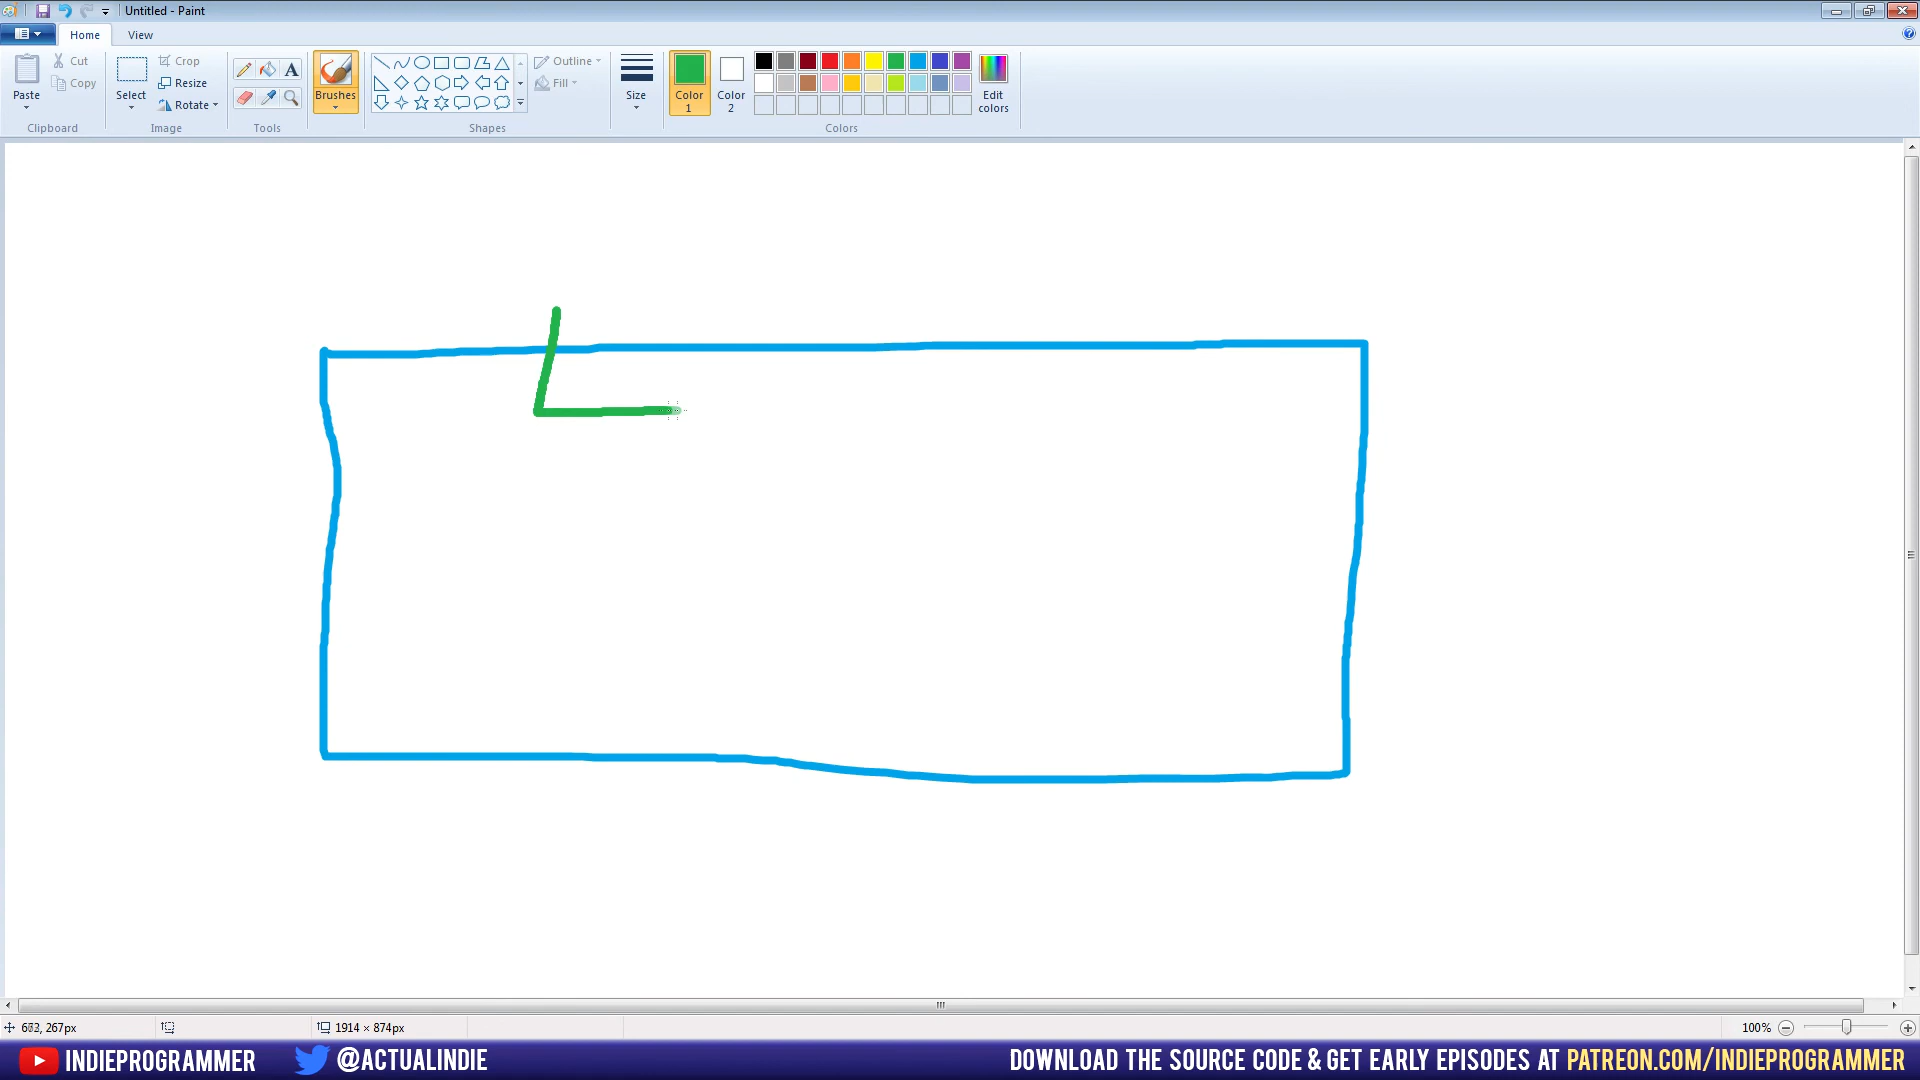 Untitled - Paint
Home View
Paste
Cut
Copy
Clipboard
Select
Crop
Resize
Rotate
Image
A
Tools
Brushes
Shapes
Outline
Fill
Size
Color 1
Color 2
Edit colors
Colors
267px
1914 × 874px
100%
INDIEPROGRAMMER
@ACTUALINDIE
DOWNLOAD THE SOURCE CODE & GET EARLY EPISODES AT PATREON.COM/INDIEPROGRAMMER